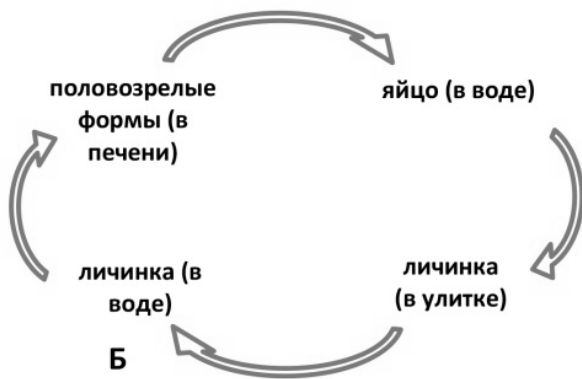 половозрелые
формы (в
печени)
яйцо (в воде)
личинка
(в улитке)
личинка (в
воде)
Б